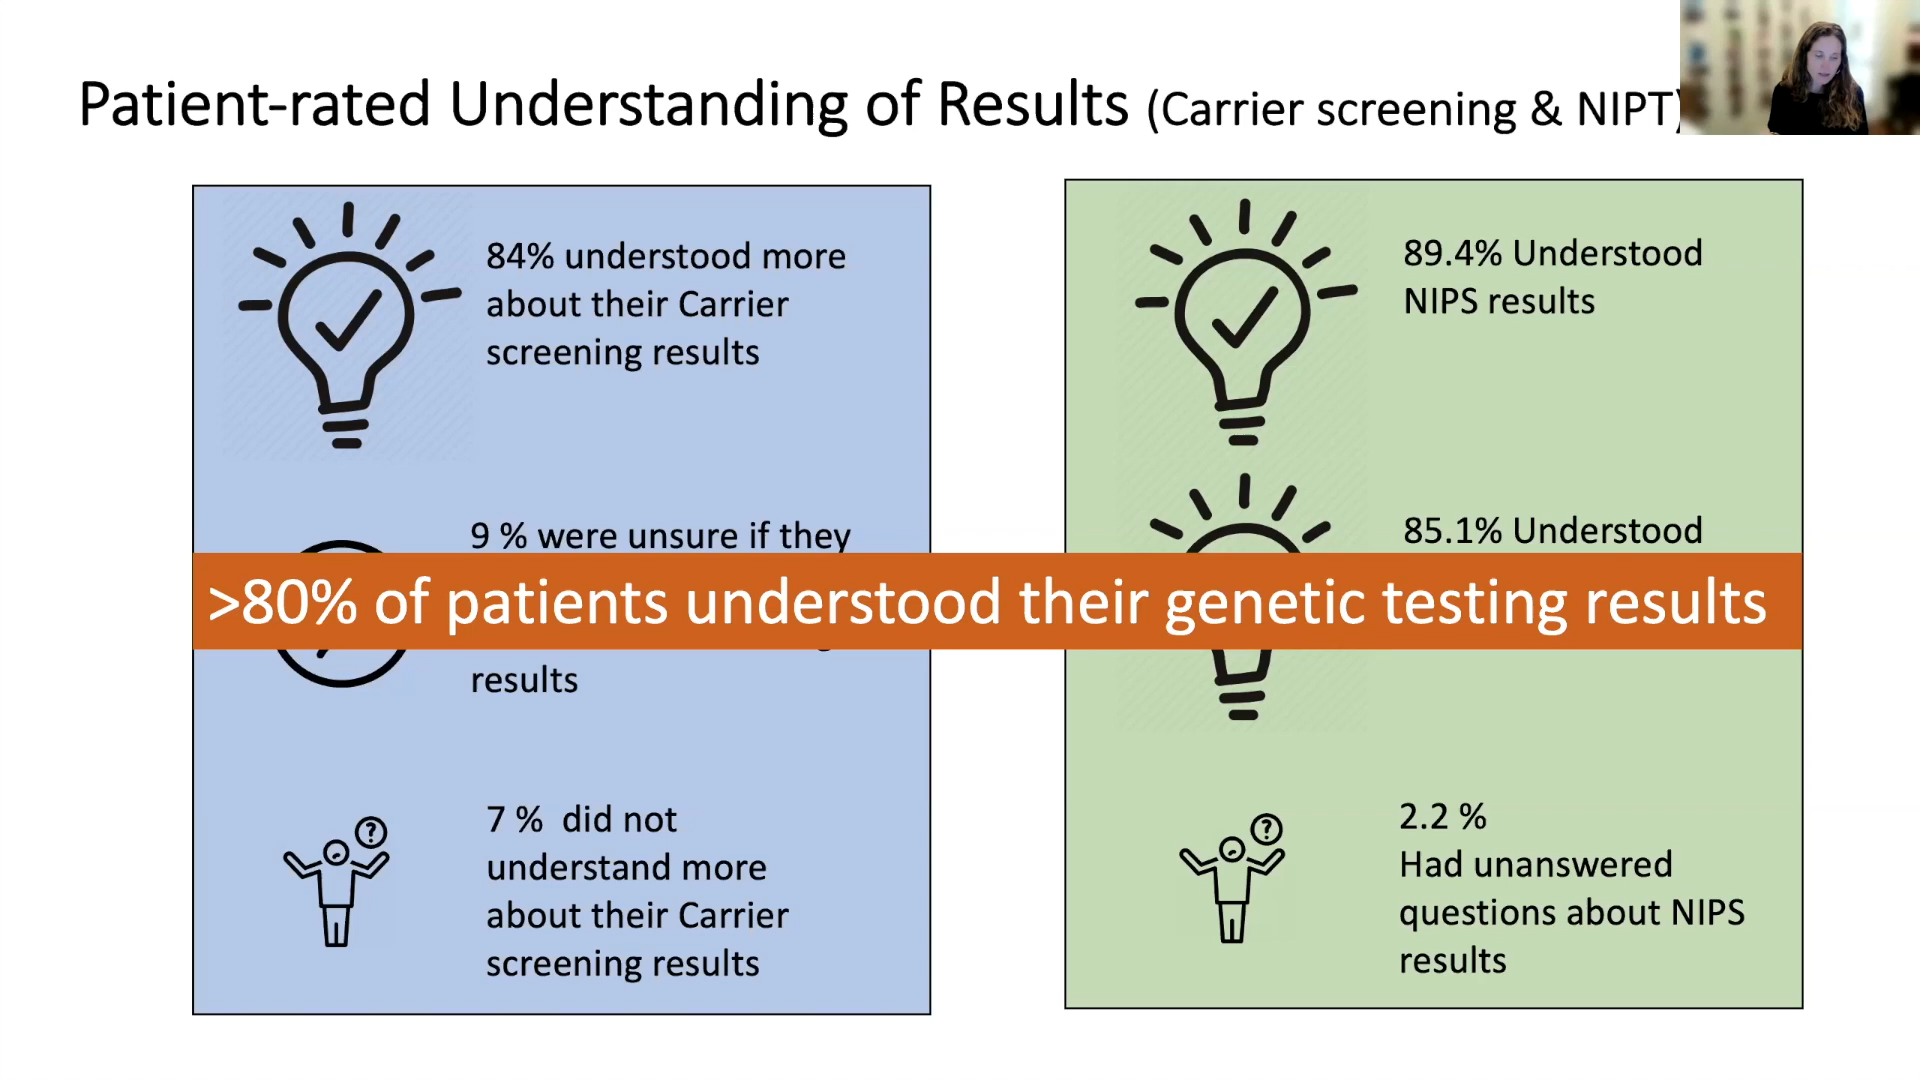 Patient-rated Understanding of Results (Carrier screening & NIPT)
84% understood more
about their Carrier
screening results
9 % were unsure if they
results
7 %  did not
understand more
about their Carrier
screening results
89.4% Understood
NIPS results
85.1% Understood
>80% of patients understood their genetic testing results
2.2 %
Had unanswered
questions about NIPS
results